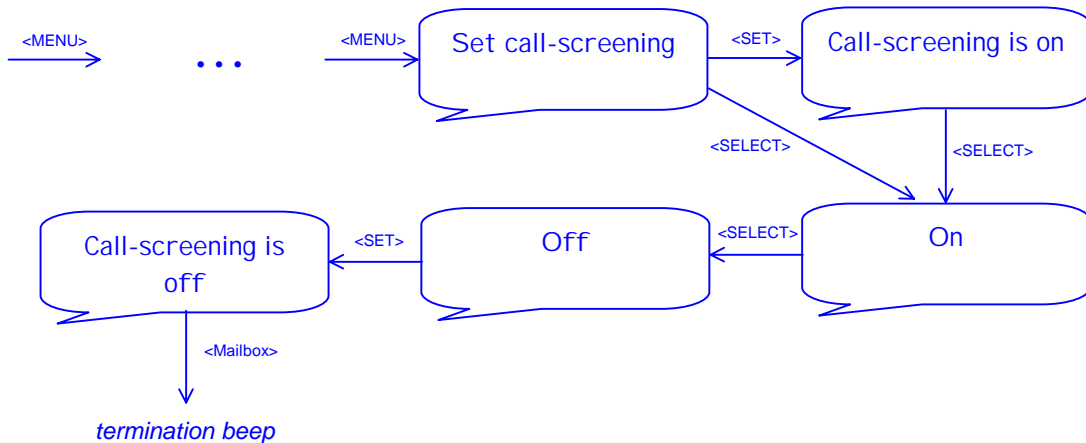 <MENU>
...
<MENU>
Set call-screening
<SET>
Call-screening is on
<SELECT>
<SELECT>
Call-screening is
off
<SET>
Off
<SELECT>
On
<Mailbox>
termination beep